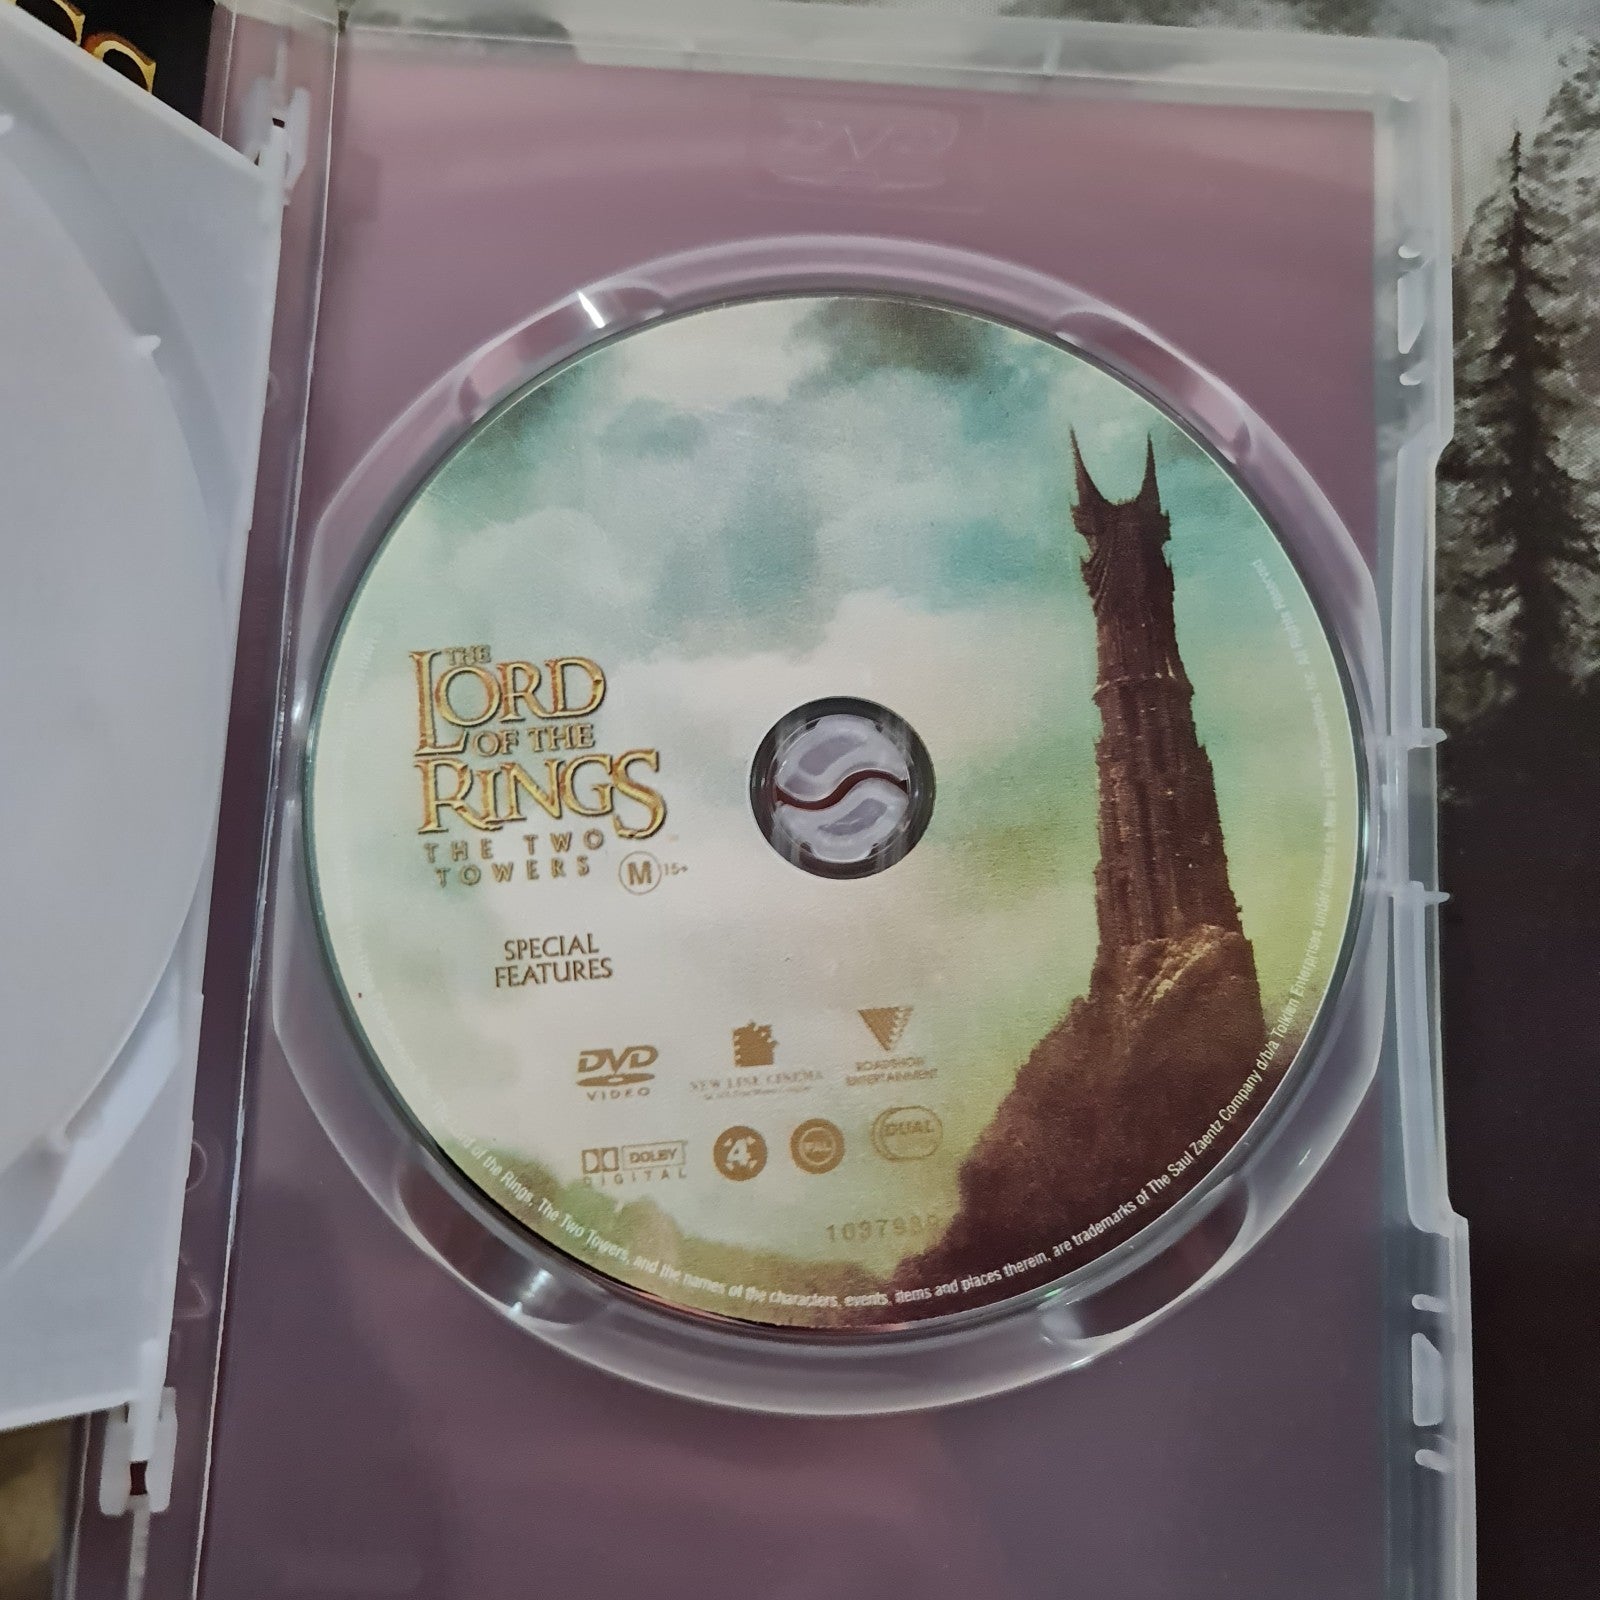 DVD
THE
LORD
OF THE
RINGS
THE TWO
TOWERS
M 15+
SPECIAL
FEATURES
DVD
VIDEO
NEW LINE CINEMA
ROADSHOW
ENTERTAINMENT
DOLBY
DIGITAL
4
PAL
DUAL
of the Rings, The Two Towers, and the names of the characters, events, items and places therein, are trademarks of The Saul Zaentz Company d/b/a Tolkien Enterprises under license to New Line Productions, Inc. All Rights Reserved